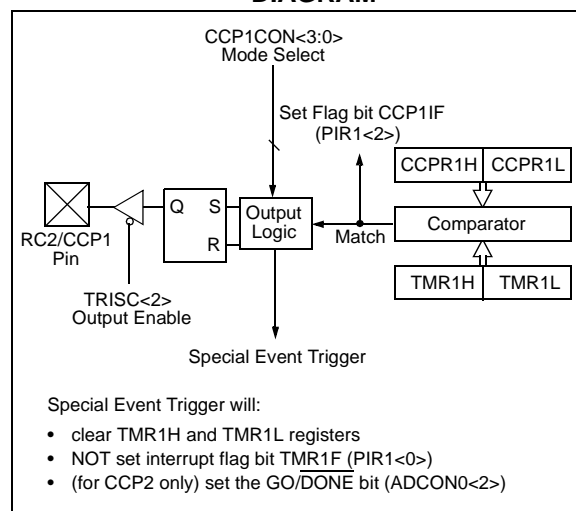 DIAGRAM
CCP1CON<3:0>
Mode Select
Set Flag bit CCP1IF
(PIR1<2>)
CCPR1H CCPR1L
Q S
R
Output
Logic
Match
Comparator
RC2/CCP1
Pin
TRISC<2>
Output Enable
TMR1H TMR1L
Special Event Trigger
Special Event Trigger will:
• clear TMR1H and TMR1L registers
• NOT set interrupt flag bit TMR1F (PIR1<0>)
• (for CCP2 only) set the GO/DONE bit (ADCON0<2>)